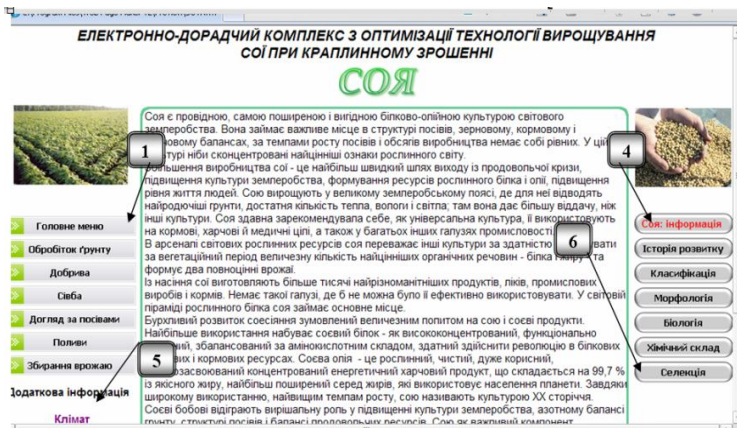 ЕЛЕКТРОННО-ДОРАДЧИЙ КОМПЛЕКС З ОПТИМІЗАЦІЇ ТЕХНОЛОГІЇ ВИРОЩУВАННЯ
СОЇ ПРИ КРАПЛИННОМУ ЗРОШЕННІ
СОЯ
Соя є провідною, самою поширеною і вигідною білково-олійною культурою світового
землеробства. Вона займає важливе місце в структурі посівів, зерновому, кормовому і
балансах, за темпами росту посівів і обсягів виробництва немає собі рівних. У цій
ніби сконцентровані найцінніші ознаки рослинного світу.
виробництва сої - це найбільш швидкий шлях виходу із продовольчої кризи,
підвищення культури землеробства, формування ресурсів рослинного білка і олії, підвищення
рівня життя людей. Сою вирощують у великому землеробському поясі, де для неї відводять
найродючіші ґрунти, достатня кількість тепла, вологи і світла; там вона дає більшу віддачу, ніж
інші культури. Соя здавна зарекомендувала себе, як універсальна культура, її використовують
на кормові, харчові й медичні цілі, а також у багатьох інших галузях промисловості
В арсеналі світових рослинних ресурсів соя переважає інші культури за здатністю
за вегетаційний період величезну кількість найцінніших органічних речовин - білка і жиру та
формує два повноцінні врожаї.
Із насіння сої виготовляють більше тисячі найрізноманітніших продуктів, ліків, промислових
виробів і кормів. Немає такої галузі, де б не можна було її ефективно використовувати. У світовій
піраміді рослинного білка соя займає основне місце.
Бурхливий розвиток соєсіяння зумовлений величезним попитом на сою і соєві продукти.
Найбільше використання набуває соєвий білок - як висококонцентрований, функціонально
збалансований за амінокислотним складом, здатний здійснити революцію в білкових
і кормових ресурсах. Соєва олія - це рослинний, чистий, дуже корисний,
концентрований енергетичний харчовий продукт, що складається на 99,7 %
із якісного жиру, найбільш поширений серед жирів, які використовує населення планети. Завдяки
широкому використанню, найвищим темпам росту, сою називають культурою ХХ сторіччя.
Соєві бобові відіграють вирішальну роль у підвищенні культури землеробства, азотному балансі
ґрунту, структурі посівів і балансі продовольчих ресурсів. Сою як важливий компонент
1
4
5
6
Головне меню
Обробіток ґрунту
Добрива
Сівба
Догляд за посівами
Поливи
Збирання врожаю
Додаткова інформація
Клімат
Соя: інформація
Історія розвитку
Класифікація
Морфологія
Біологія
Хімічний склад
Селекція